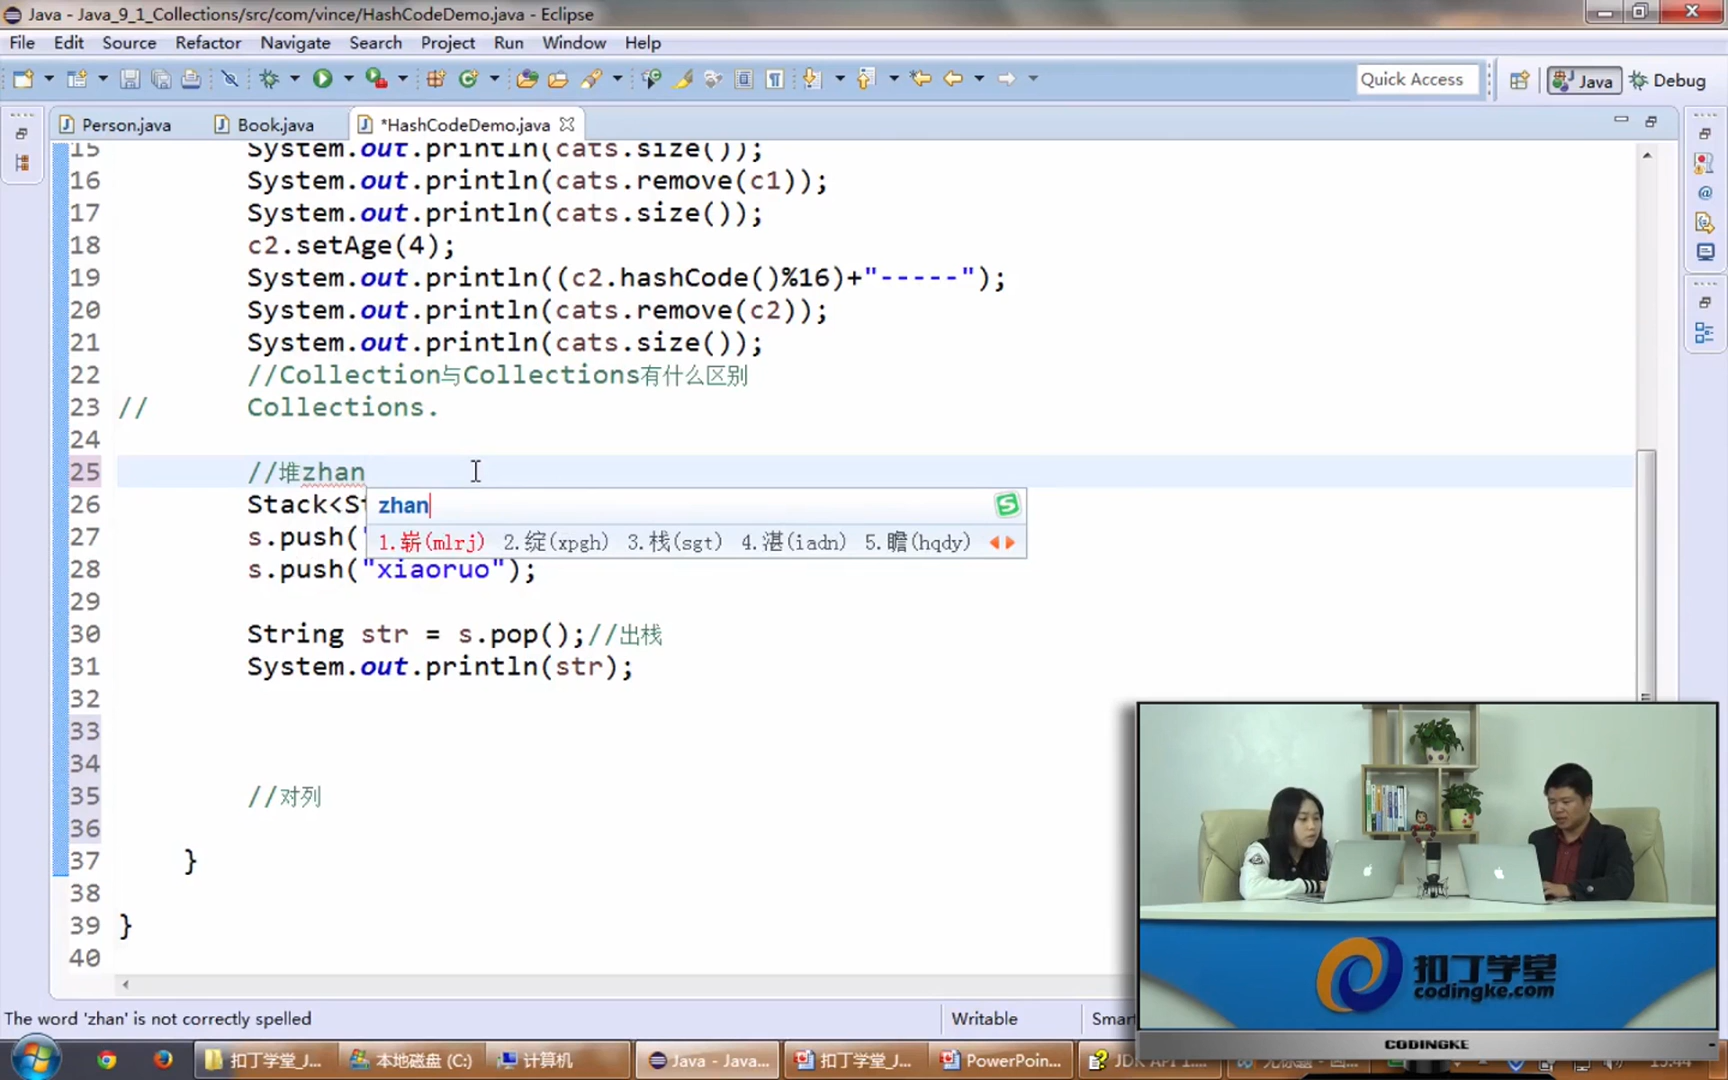 Java - Java_9_1_Collections/src/com/vince/HashCodeDemo.java - Eclipse
File Edit Source Refactor Navigate Search Project Run Window Help
Quick Access
Java
Debug
Person.java
Book.java
*HashCodeDemo.java
15 System.out.println(cats.size());
16 System.out.println(cats.remove(c1));
17 System.out.println(cats.size());
18 c2.setAge(4);
19 System.out.println((c2.hashCode()%16)+"-----");
20 System.out.println(cats.remove(c2));
21 System.out.println(cats.size());
22 //Collection与Collections有什么区别
23 // Collections.
24
25 //堆zhan
26 Stack<St
zhan
27 s.push("
1.崭(mlrj) 2.绽(xpgh) 3.栈(sgt) 4.湛(iadn) 5.瞻(hqdy)
28 s.push("xiaoruo");
29
30 String str = s.pop();//出栈
31 System.out.println(str);
32
33
34
35 //对列
36
37 }
38
39 }
40
扣丁学堂
codingke.com
CODINGKE
The word 'zhan' is not correctly spelled
Writable
Smar
扣丁学堂_J...
本地磁盘 (C:)
计算机
Java - Java...
扣丁学堂_J...
PowerPoin...
JDK API 1...